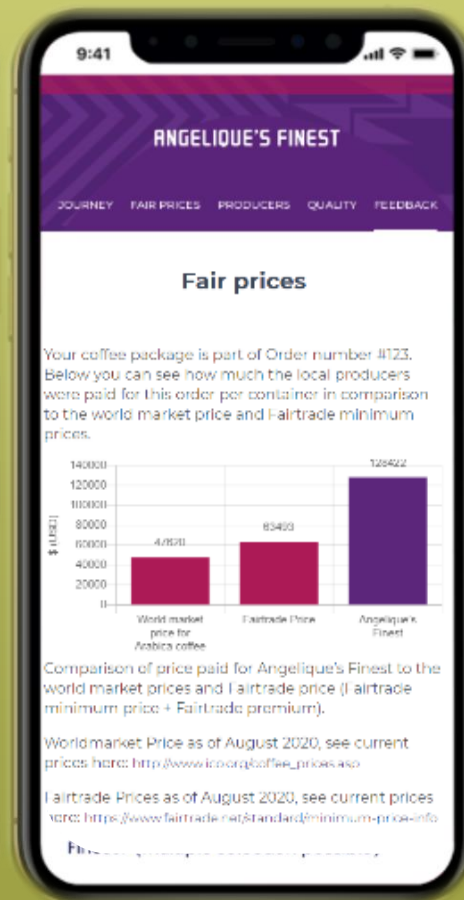 9:41
ANGELIQUE'S FINEST
JOURNEY FAIR PRICES PRODUCERS QUALITY FEEDBACK
Fair prices
Your coffee package is part of Order number #123.
Below you can see how much the local producers
were paid for this order per container in comparison
to the world market price and Fairtrade minimum
prices.
140000
128422
120000
100000
80000
63493
60000
47620
40000
20000
0
$ (USD)
World market
price for
Arabica coffee
Fairtrade Price
Angelique's
Finest
Comparison of price paid for Angelique's Finest to the
world market prices and Fairtrade price (Fairtrade
minimum price + Fairtrade premium).
Worldmarket Price as of August 2020, see current
prices here: http://www.ico.org/coffee_prices.asp
Fairtrade Prices as of August 2020, see current prices
here: https://www.fairtrade.net/standard/minimum-price-info